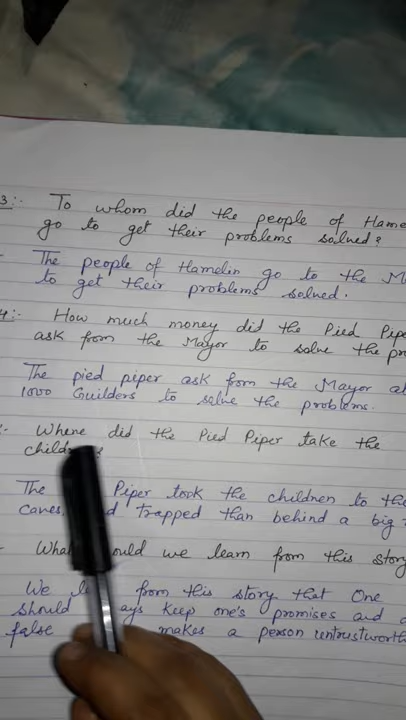 3:- To whom did the people of Hame
go to get their problems solved?
The people of Hamelin go to the M
to get their problems solved.
4:- How much money did the Pied Pipe
ask from the Mayor to solve the pr
The pied piper ask from the Mayor a
1000 Guilders to solve the problems.
:- Where did the Pied Piper take the
child
The Piper took the children to the
caves, d trapped than behind a big
What ould we learn from this story
We le from this story that One
should ays keep one's promises and
false makes a person untrustworth